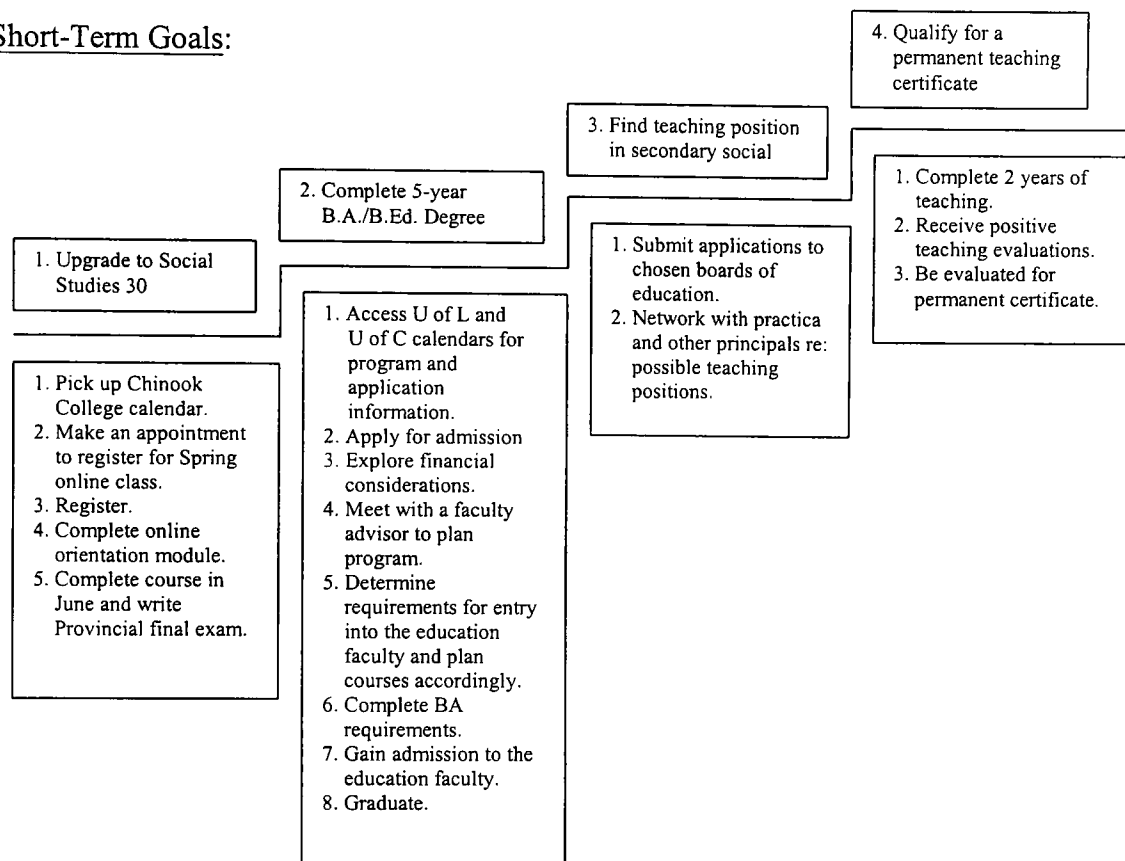 Short-Term Goals:
4. Qualify for a
permanent teaching
certificate
3. Find teaching position
in secondary social
2. Complete 5-year
B.A./B.Ed. Degree
1. Upgrade to Social
Studies 30
1. Pick up Chinook
College calendar.
2. Make an appointment
to register for Spring
online class.
3. Register.
4. Complete online
orientation module.
5. Complete course in
June and write
Provincial final exam.
1. Access U of L and
U of C calendars for
program and
application
information.
2. Apply for admission
3. Explore financial
considerations.
4. Meet with a faculty
advisor to plan
program.
5. Determine
requirements for entry
into the education
faculty and plan
courses accordingly.
6. Complete BA
requirements.
7. Gain admission to the
education faculty.
8. Graduate.
1. Submit applications to
chosen boards of
education.
2. Network with practica
and other principals re:
possible teaching
positions.
1. Complete 2 years of
teaching.
2. Receive positive
teaching evaluations.
3. Be evaluated for
permanent certificate.